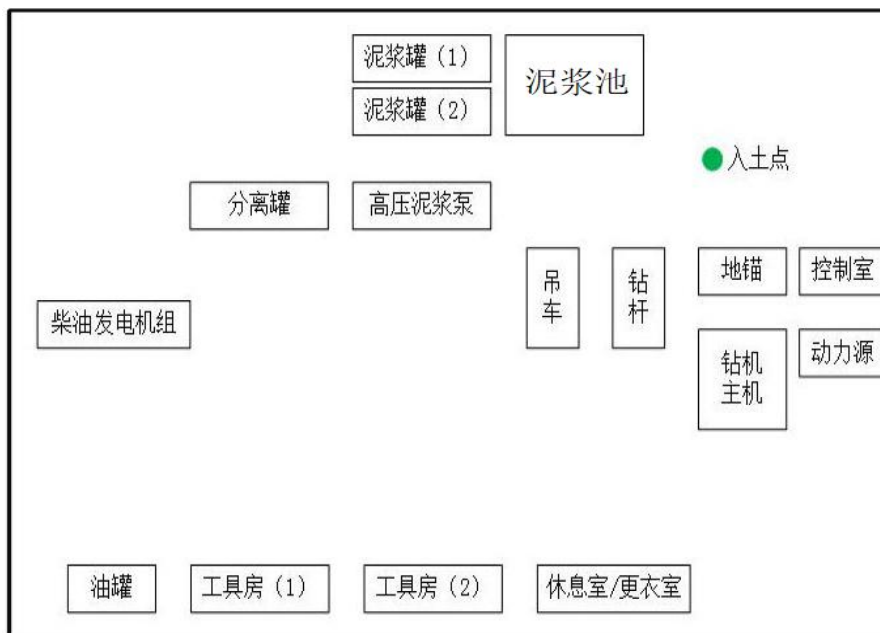 泥浆罐（1）
泥浆池
泥浆罐（2）
入土点
分离罐
高压泥浆泵
吊车
钻杆
地锚
控制室
柴油发电机组
钻机
主机
动力源
油罐
工具房（1）
工具房（2）
休息室/更衣室